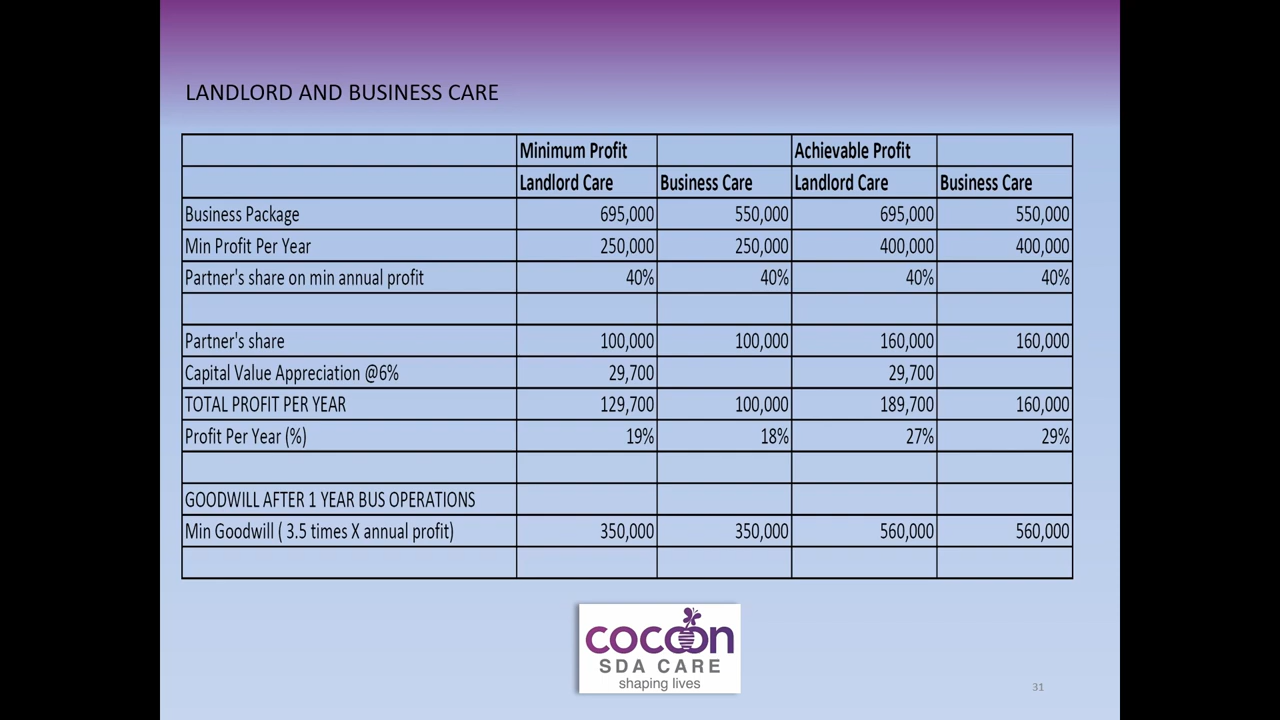 LANDLORD AND BUSINESS CARE
Minimum Profit Achievable Profit
Landlord Care Business Care Landlord Care Business Care
Business Package 695,000 550,000 695,000 550,000
Min Profit Per Year 250,000 250,000 400,000 400,000
Partner's share on min annual profit 40% 40% 40% 40%
Partner's share 100,000 100,000 160,000 160,000
Capital Value Appreciation @6% 29,700 29,700
TOTAL PROFIT PER YEAR 129,700 100,000 189,700 160,000
Profit Per Year (%) 19% 18% 27% 29%
GOODWILL AFTER 1 YEAR BUS OPERATIONS
Min Goodwill ( 3.5 times X annual profit) 350,000 350,000 560,000 560,000
cocoon
SDA CARE
shaping lives
31